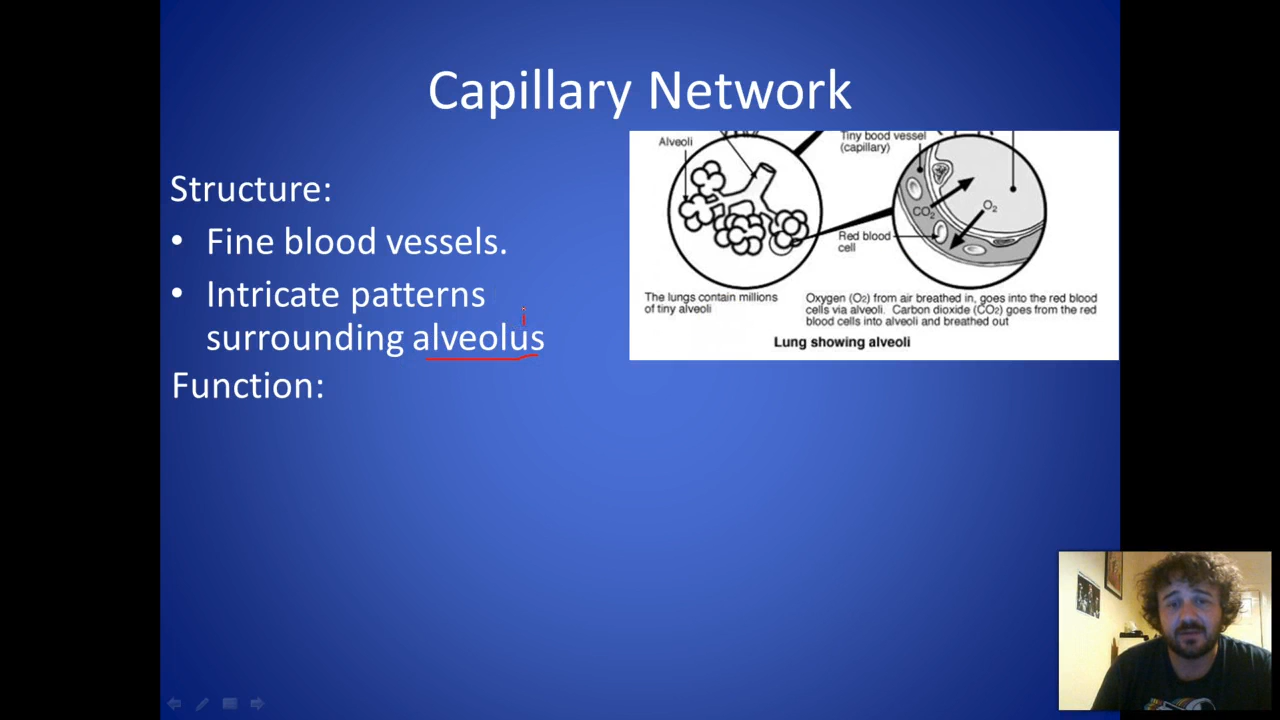 Capillary Network
Structure:
• Fine blood vessels.
• Intricate patterns
surrounding alveolus
Function:
Alveoli
Tiny bood vessel
(capillary)
CO2
O2
Red blood
cell
The lungs contain millions
of tiny alveoli
Oxygen (O2) from air breathed in, goes into the red blood
cells via alveoli. Carbon dioxide (CO2) goes from the red
blood cells into alveoli and breathed out
Lung showing alveoli